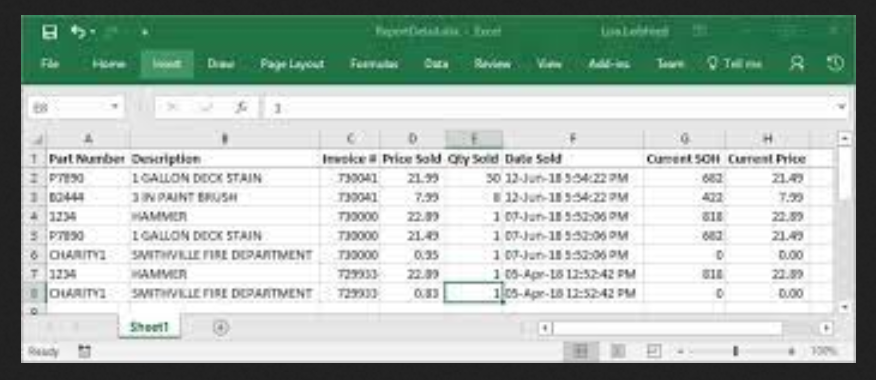 ReportDetail.xlsx - Excel
File Home Insert Draw Page Layout Formulas Data Review View Add-ins Team Tell me
E8 fx 1
A B C D E F G H
1 Part Number Description Invoice # Price Sold Qty Sold Date Sold Current SOH Current Price
2 P7890 1 GALLON DECK STAIN 730041 21.99 30 12-Jun-18 5:54:22 PM 682 21.49
3 B2444 3 IN PAINT BRUSH 730041 7.99 8 12-Jun-18 5:54:22 PM 422 7.99
4 1234 HAMMER 730000 22.89 1 07-Jun-18 5:52:06 PM 818 22.89
5 P7890 1 GALLON DECK STAIN 730000 21.49 1 07-Jun-18 5:52:06 PM 682 21.49
6 CHARITY1 SMITHVILLE FIRE DEPARTMENT 730000 0.95 1 07-Jun-18 5:52:06 PM 0 0.00
7 1234 HAMMER 729933 22.89 1 05-Apr-18 12:52:42 PM 818 22.89
8 CHARITY1 SMITHVILLE FIRE DEPARTMENT 729933 0.83 1 05-Apr-18 12:52:42 PM 0 0.00
9
Sheet1
Ready 100%